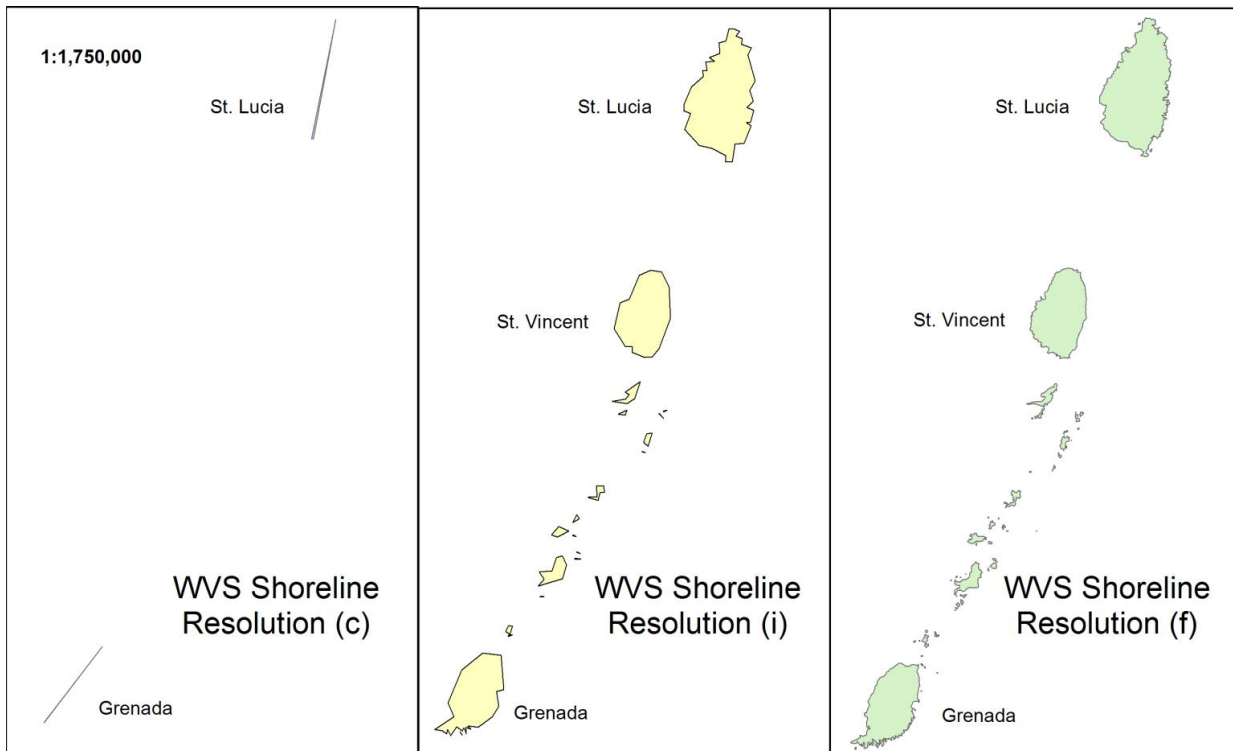 1:1,750,000
St. Lucia
WVS Shoreline
Resolution (c)
Grenada
St. Lucia
St. Vincent
WVS Shoreline
Resolution (i)
Grenada
St. Lucia
St. Vincent
WVS Shoreline
Resolution (f)
Grenada